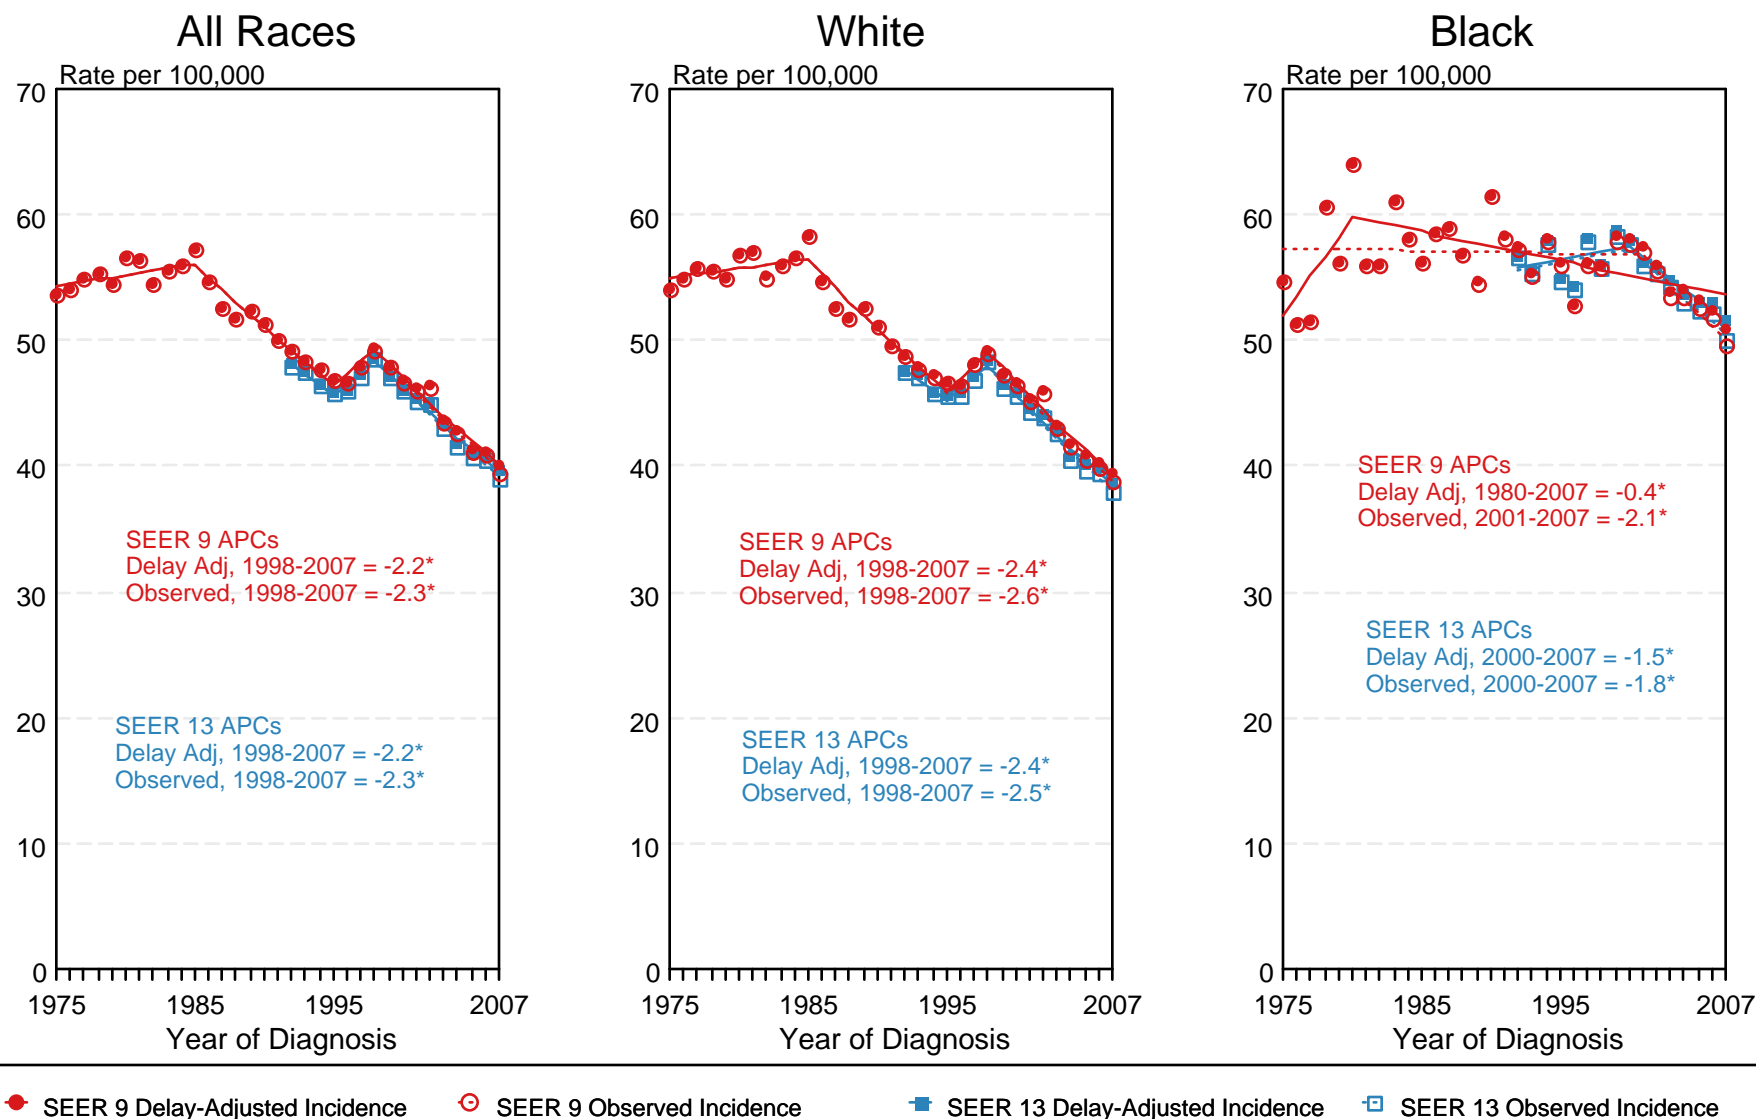 All Races
Rate per 100,000
70
60
50
40
30
20
10
0
SEER 9 APCs
Delay Adj, 1998-2007 = -2.2*
Observed, 1998-2007 = -2.3*
SEER 13 APCs
Delay Adj, 1998-2007 = -2.2*
Observed, 1998-2007 = -2.3*
1975 1985 1995 2007
Year of Diagnosis
White
Rate per 100,000
70
60
50
40
30
20
10
0
SEER 9 APCs
Delay Adj, 1998-2007 = -2.4*
Observed, 1998-2007 = -2.6*
SEER 13 APCs
Delay Adj, 1998-2007 = -2.4*
Observed, 1998-2007 = -2.5*
1975 1985 1995 2007
Year of Diagnosis
Black
Rate per 100,000
70
60
50
40
30
20
10
0
SEER 9 APCs
Delay Adj, 1980-2007 = -0.4*
Observed, 2001-2007 = -2.1*
SEER 13 APCs
Delay Adj, 2000-2007 = -1.5*
Observed, 2000-2007 = -1.8*
1975 1985 1995 2007
Year of Diagnosis
SEER 9 Delay-Adjusted Incidence SEER 9 Observed Incidence SEER 13 Delay-Adjusted Incidence SEER 13 Observed Incidence